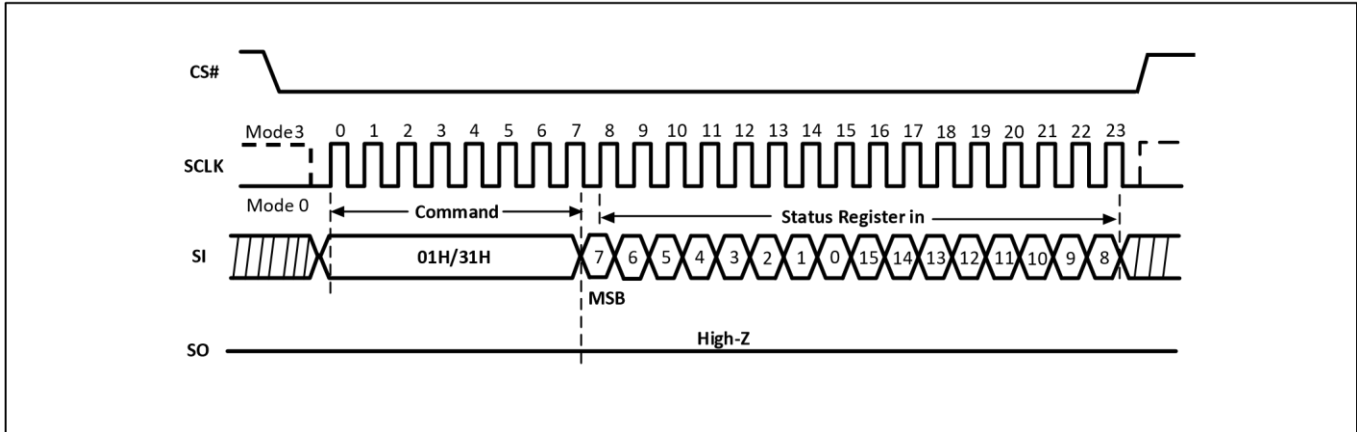 CS#
Mode 3 0 1 2 3 4 5 6 7 8 9 10 11 12 13 14 15 16 17 18 19 20 21 22 23
SCLK
Mode 0 Command Status Register in
SI 01H/31H 7 6 5 4 3 2 1 0 15 14 13 12 11 10 9 8
MSB
High-Z
SO